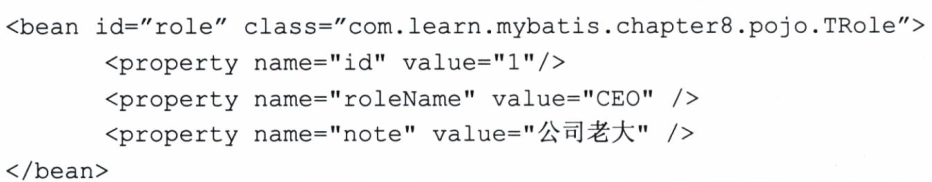 <bean id=″role″ class=″com.learn.mybatis.chapter8.pojo.TRole″>
<property name="id" value="1"/>
<property name="roleName" value="CEO" />
<property name="note" value="公司老大" />
</bean>